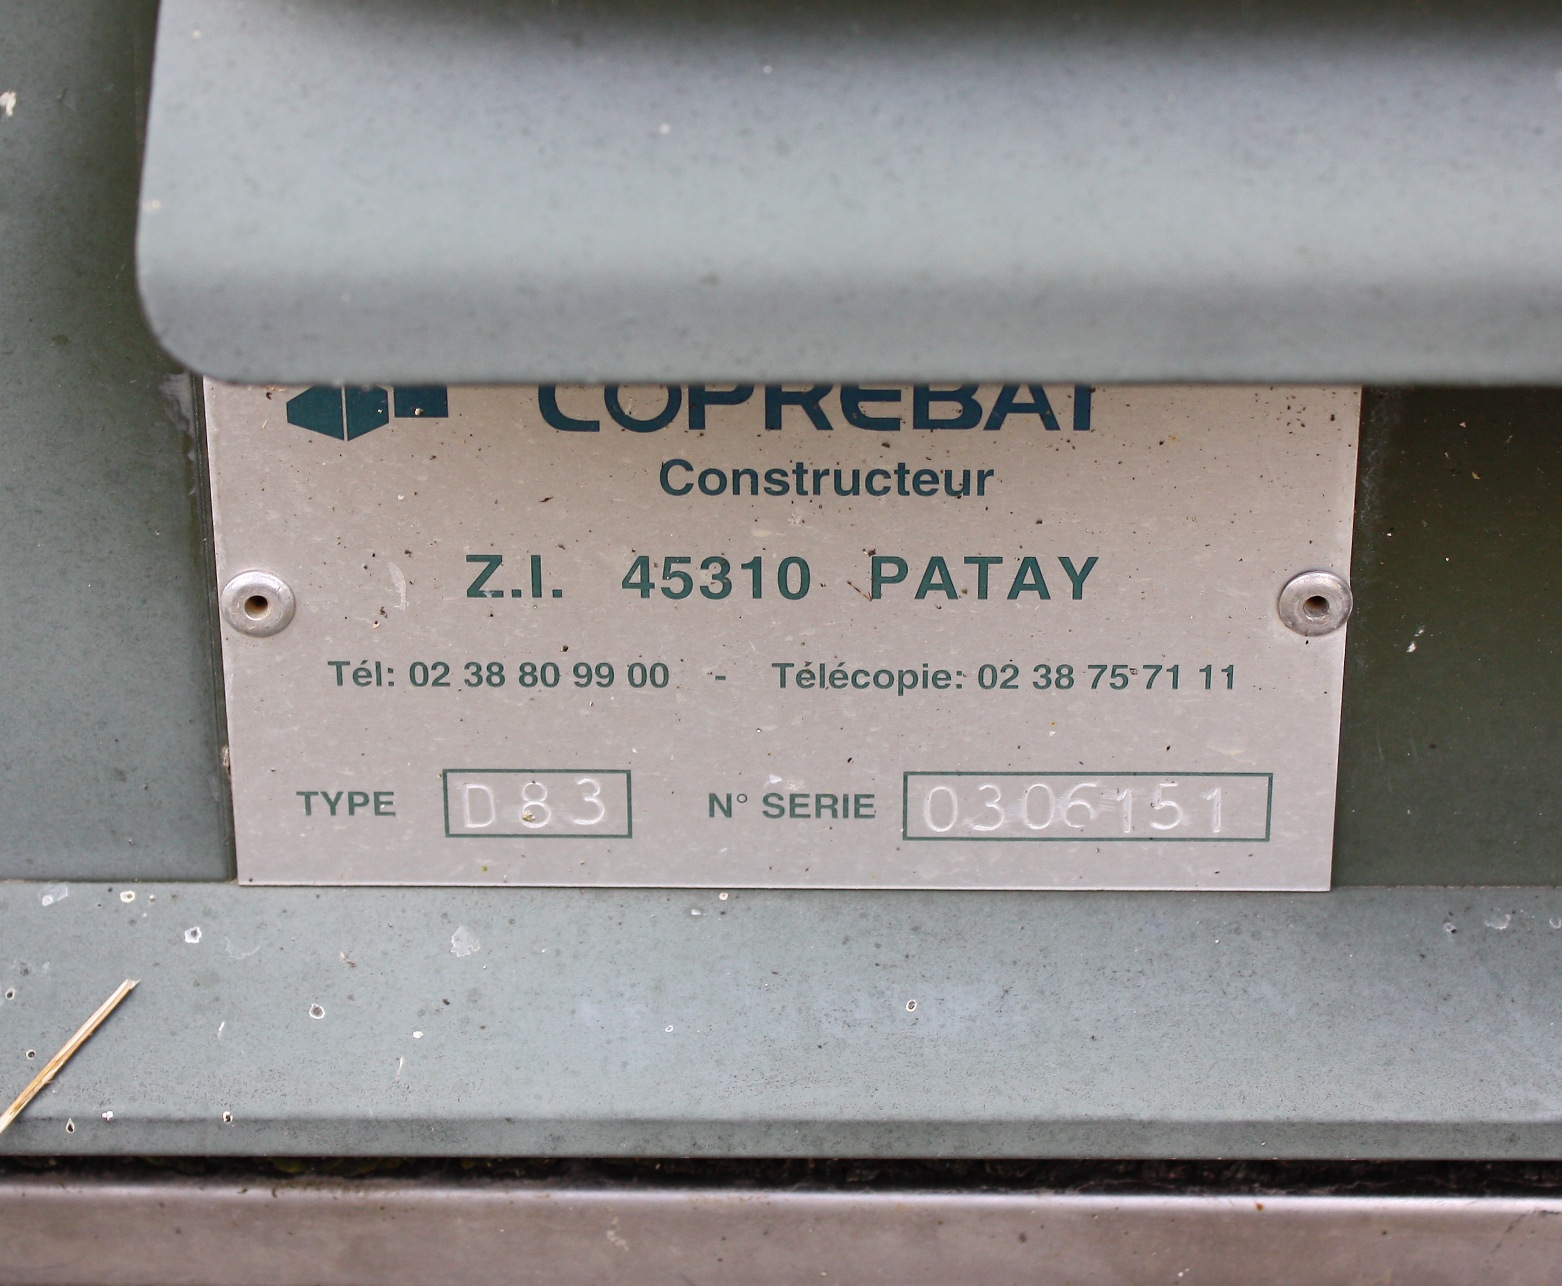 COPREBAT
Constructeur
Z.I. 45310 PATAY
Tél: 02 38 80 99 00 - Télécopie: 02 38 75 71 11
TYPE D83 N° SERIE 0306151